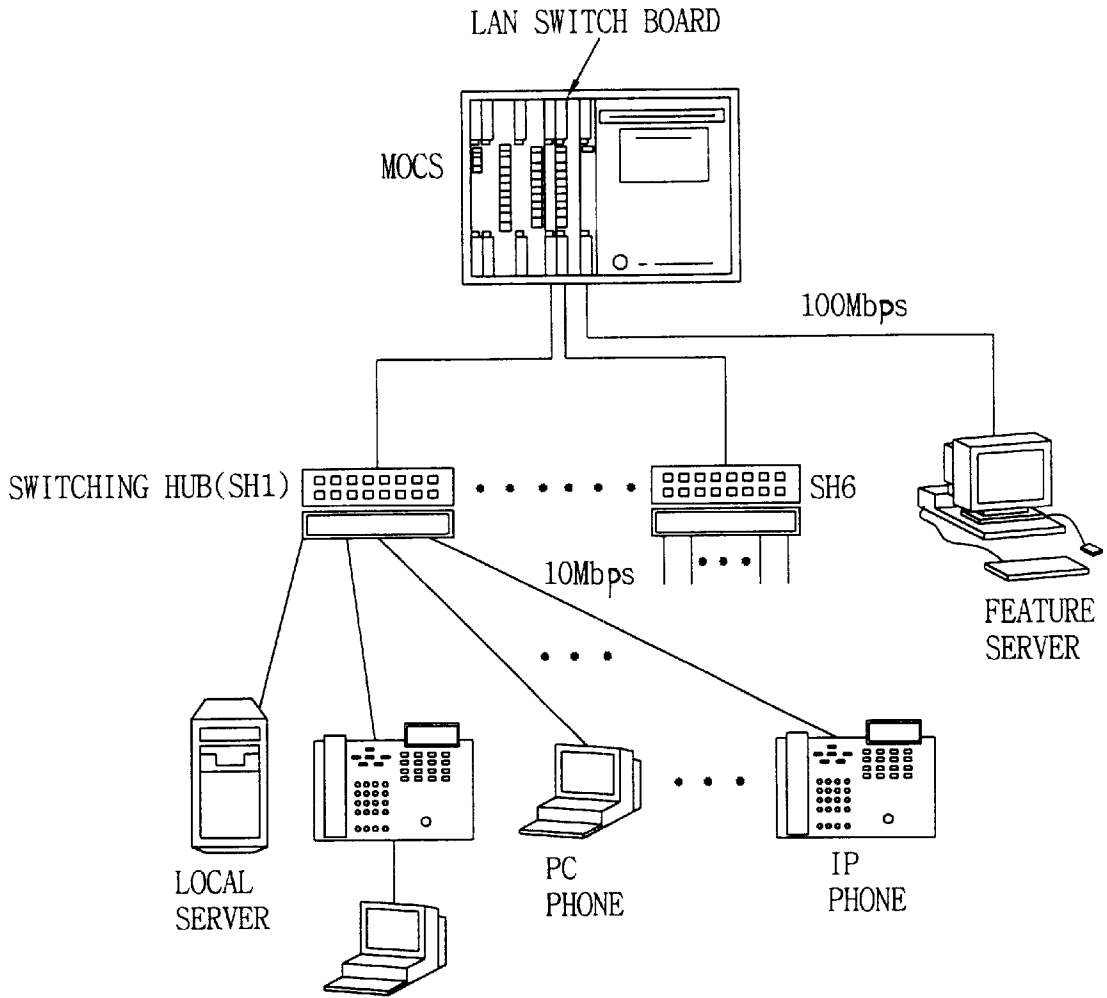 LAN SWITCH BOARD
MOCS
100Mbps
SWITCHING HUB(SH1)
SH6
10Mbps
FEATURE
SERVER
LOCAL
SERVER
PC
PHONE
IP
PHONE